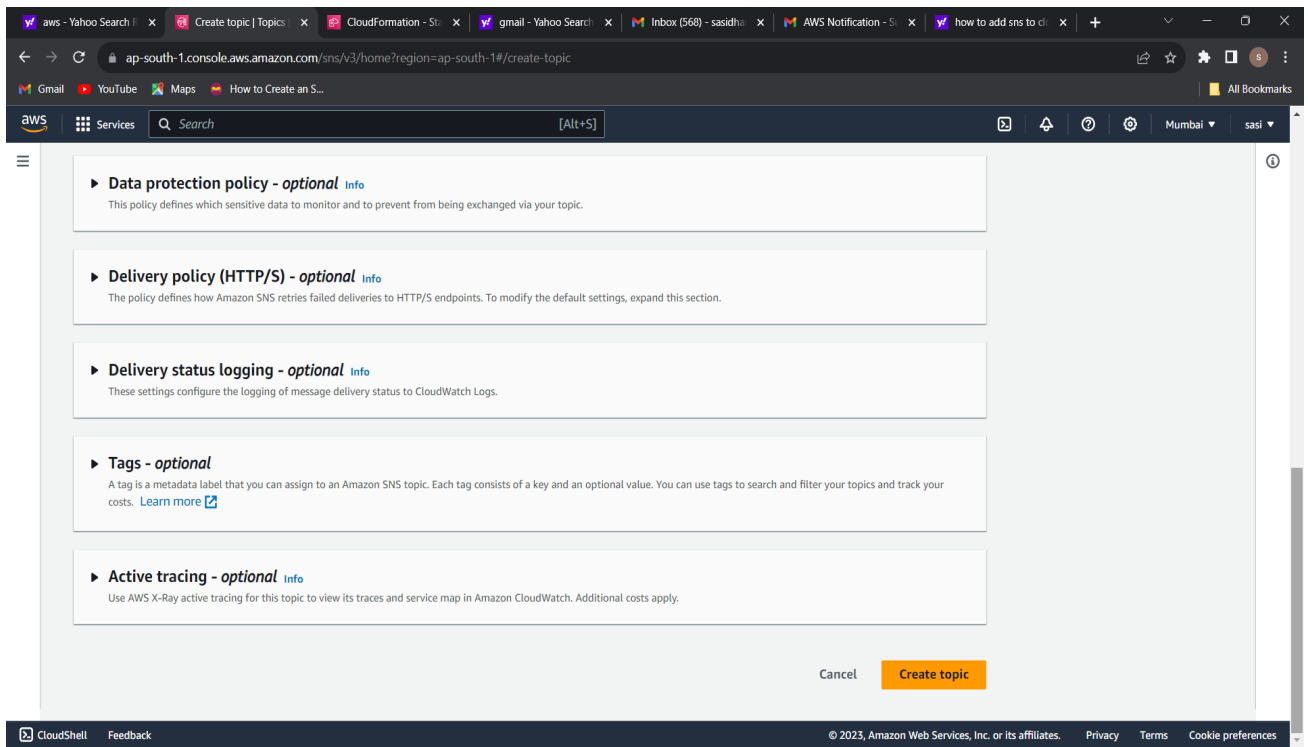 aws - Yahoo Search R
Create topic | Topics |
CloudFormation - Sta
gmail - Yahoo Search
Inbox (568) - sasidha
AWS Notification - Su
how to add sns to clo
ap-south-1.console.aws.amazon.com/sns/v3/home?region=ap-south-1#/create-topic
S
Gmail
YouTube
Maps
How to Create an S...
All Bookmarks
aws
Services
Search
[Alt+S]
Mumbai ▼
sasi ▼
Data protection policy - optional Info
This policy defines which sensitive data to monitor and to prevent from being exchanged via your topic.
Delivery policy (HTTP/S) - optional Info
The policy defines how Amazon SNS retries failed deliveries to HTTP/S endpoints. To modify the default settings, expand this section.
Delivery status logging - optional Info
These settings configure the logging of message delivery status to CloudWatch Logs.
Tags - optional
A tag is a metadata label that you can assign to an Amazon SNS topic. Each tag consists of a key and an optional value. You can use tags to search and filter your topics and track your
costs. Learn more
Active tracing - optional Info
Use AWS X-Ray active tracing for this topic to view its traces and service map in Amazon CloudWatch. Additional costs apply.
Cancel
Create topic
CloudShell
Feedback
© 2023, Amazon Web Services, Inc. or its affiliates.
Privacy
Terms
Cookie preferences